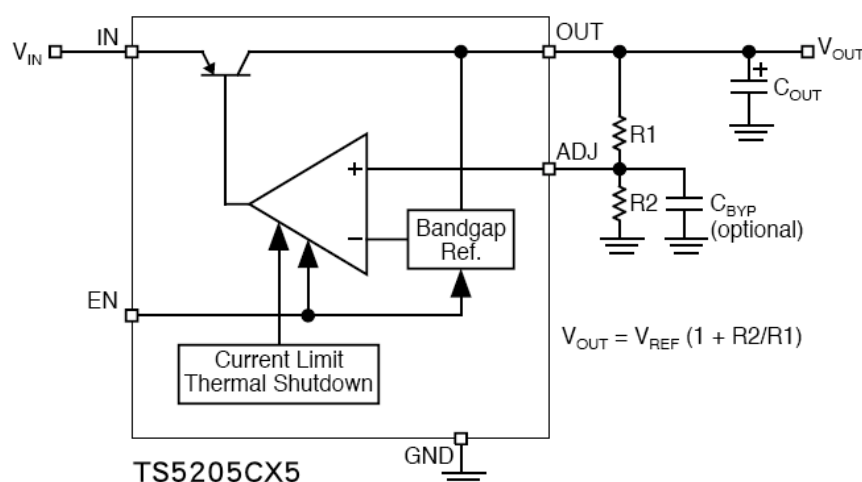 IN
OUT
V_IN
V_OUT
C_OUT
+
R1
ADJ
+
R2
C_BYP
(optional)
Bandgap
Ref.
−
EN
V_OUT = V_REF (1 + R2/R1)
Current Limit
Thermal Shutdown
GND
TS5205CX5